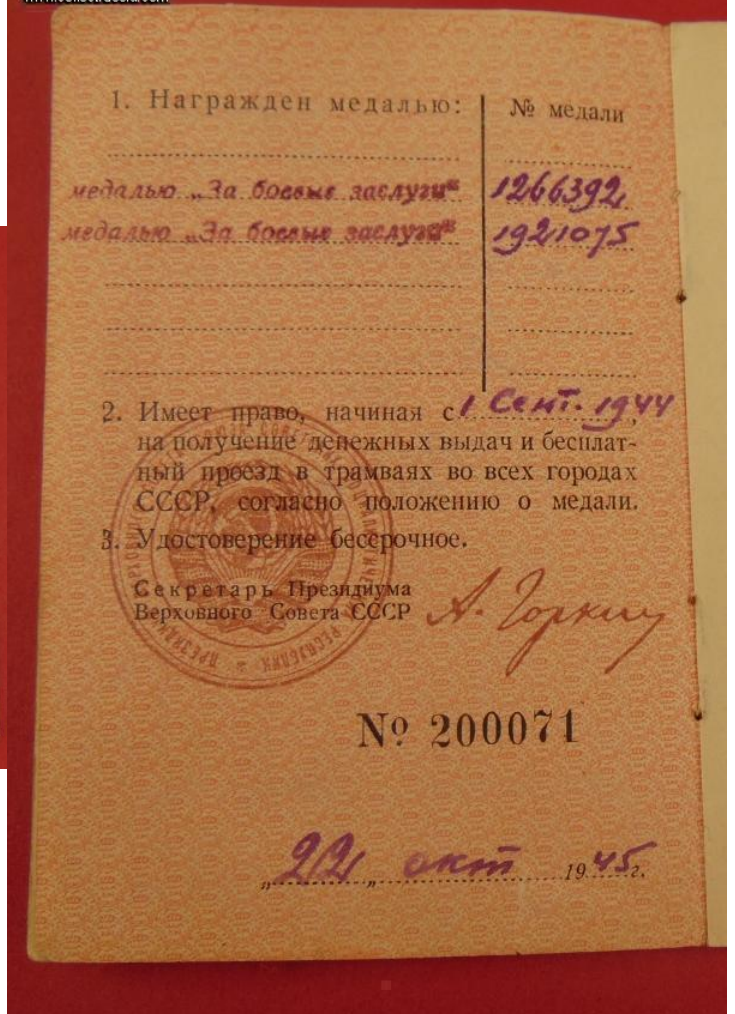 1. Награжден медалью:
№ медали
медалью „За боевые заслуги“ 1266392
медалью „За боевые заслуги“ 1921075
2. Имеет право, начиная с 1 Сент. 1944,
на получение денежных выдач и бесплат-
ный проезд в трамваях во всех городах
СССР, согласно положению о медали.
3. Удостоверение бессрочное.
Секретарь Президиума
Верховного Совета СССР
А. Горкин
№ 200071
„22„ окт 1945г.